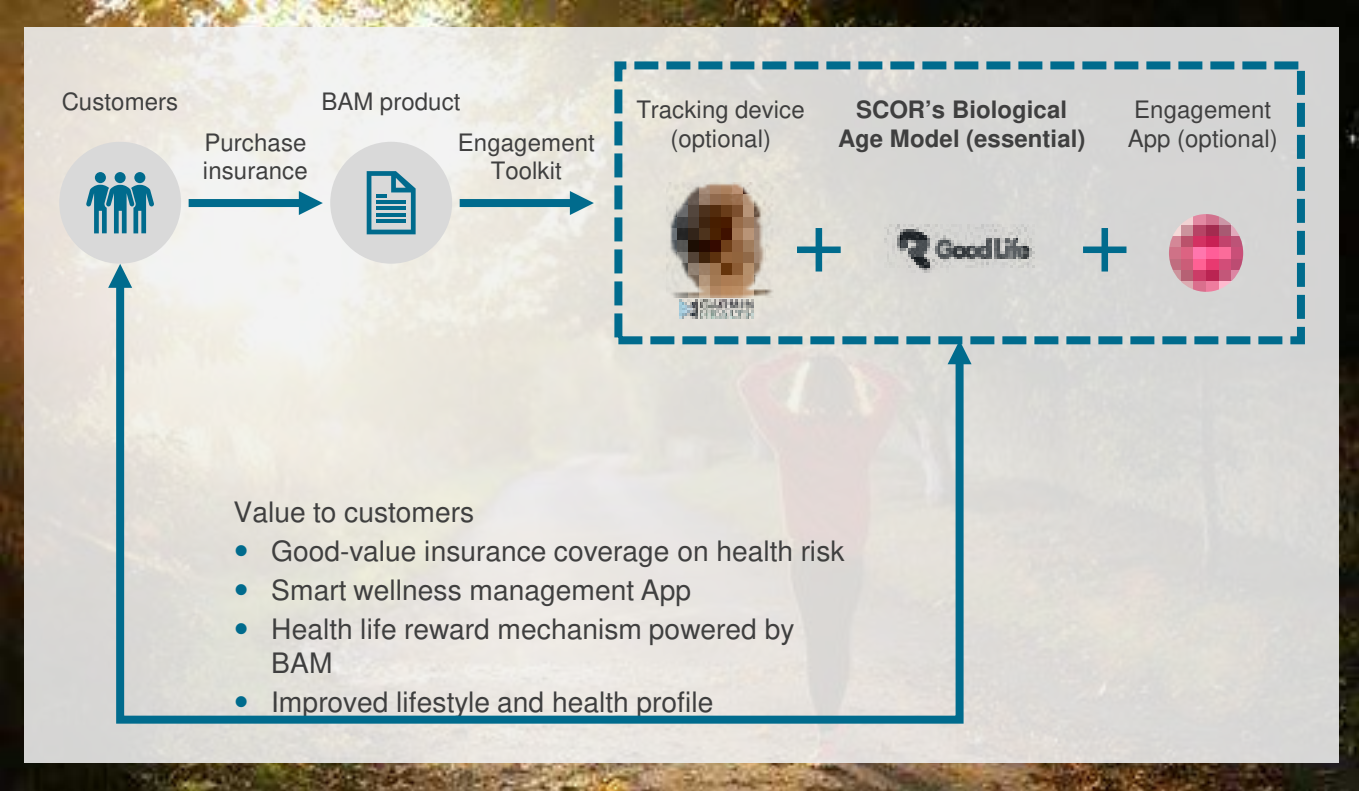 Customers
Purchase
insurance
BAM product
Engagement
Toolkit
Tracking device
(optional)
SCOR’s Biological
Age Model (essential)
Engagement
App (optional)
GoodLife
Value to customers
Good-value insurance coverage on health risk
Smart wellness management App
Health life reward mechanism powered by
BAM
Improved lifestyle and health profile